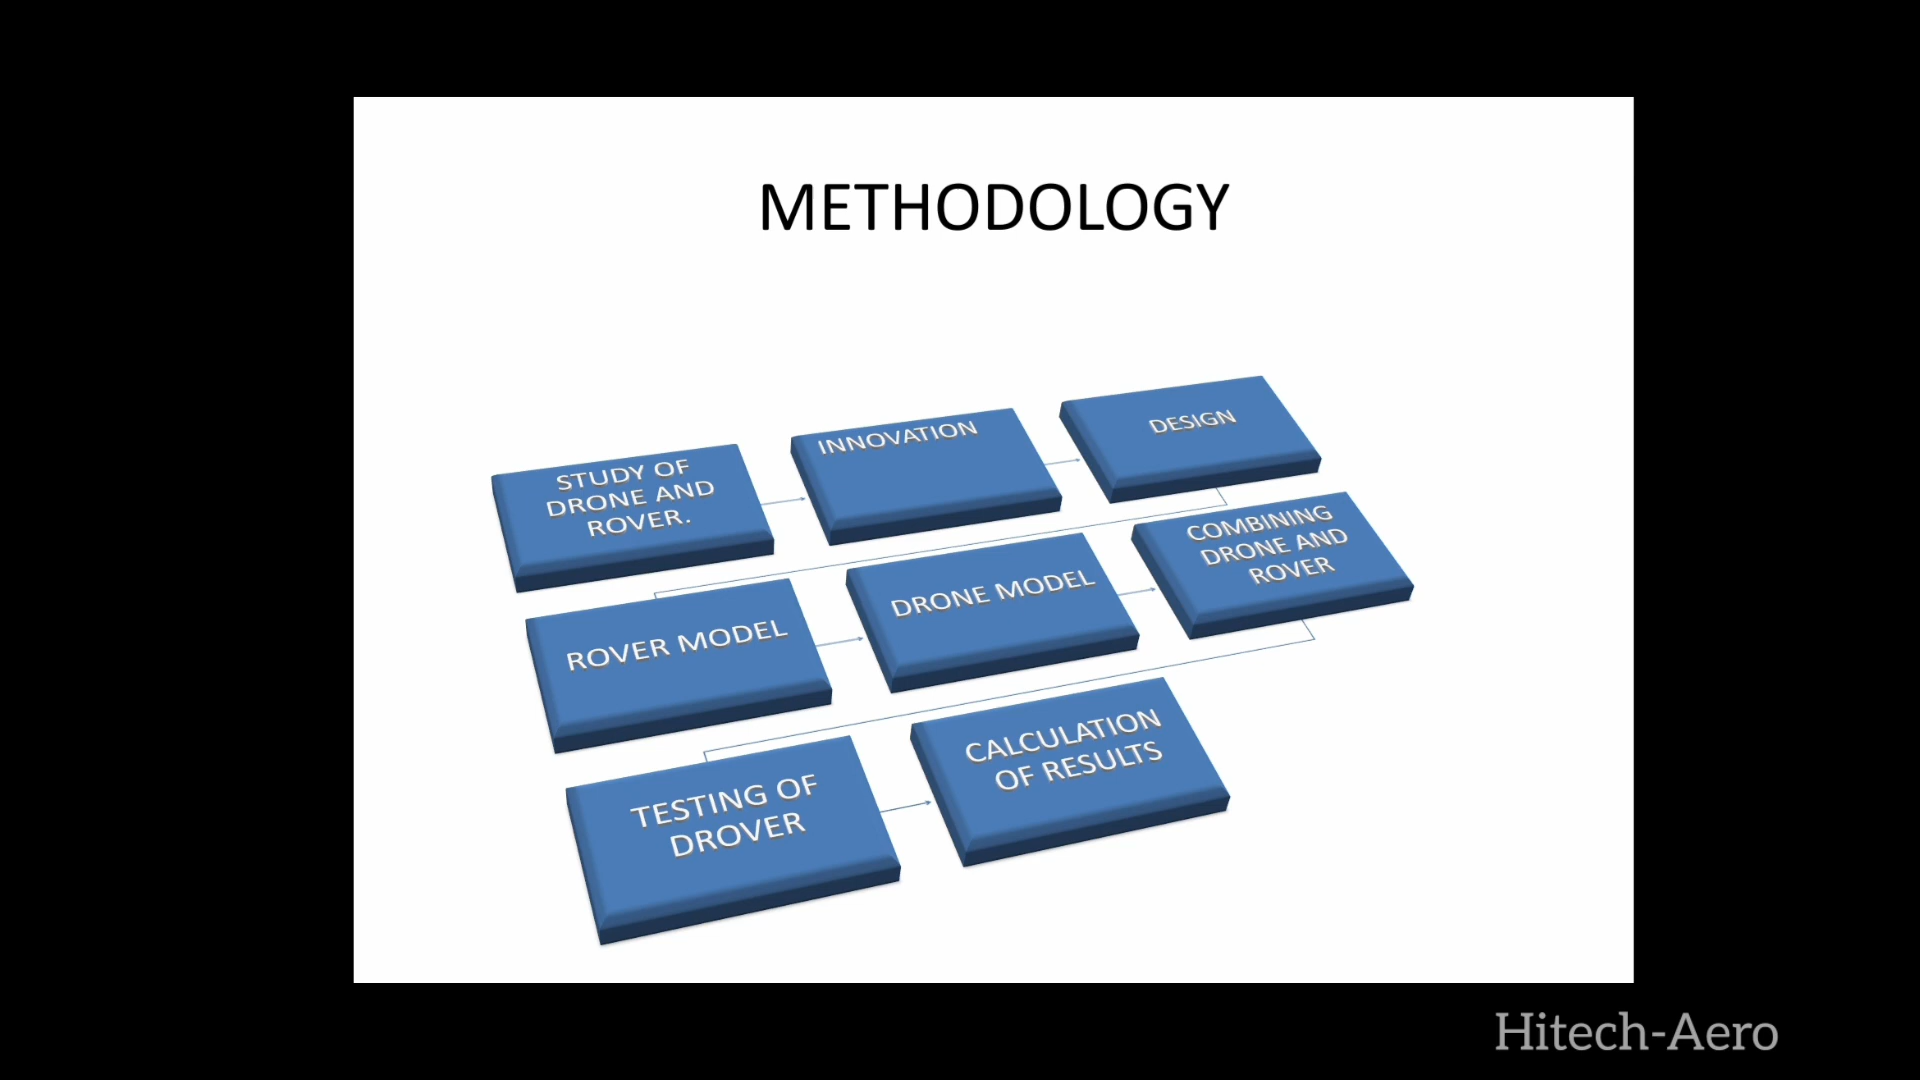 METHODOLOGY
STUDY OF
DRONE AND
ROVER.
INNOVATION
DESIGN
ROVER MODEL
DRONE MODEL
COMBINING
DRONE AND
ROVER
TESTING OF
DROVER
CALCULATION
OF RESULTS
Hitech-Aero